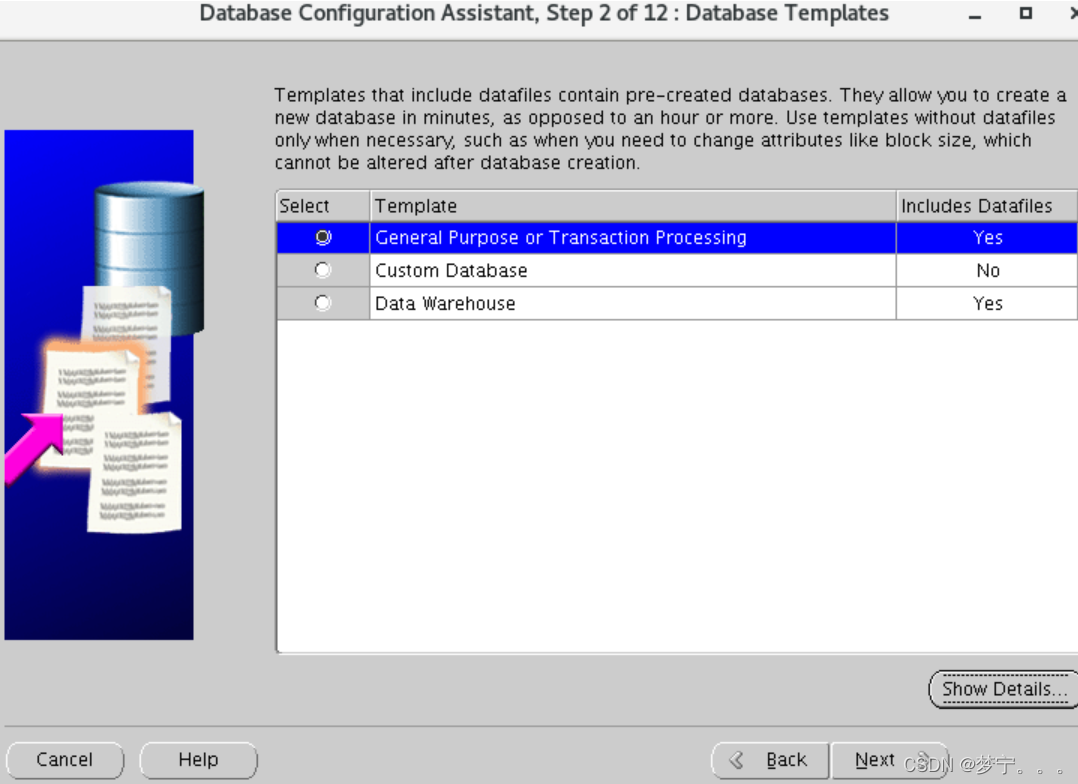 Database Configuration Assistant, Step 2 of 12 : Database Templates
Templates that include datafiles contain pre-created databases. They allow you to create a
new database in minutes, as opposed to an hour or more. Use templates without datafiles
only when necessary, such as when you need to change attributes like block size, which
cannot be altered after database creation.
Select Template Includes Datafiles
General Purpose or Transaction Processing Yes
Custom Database No
Data Warehouse Yes
Show Details...
Cancel Help Back Next
CSDN @梦宁。。。